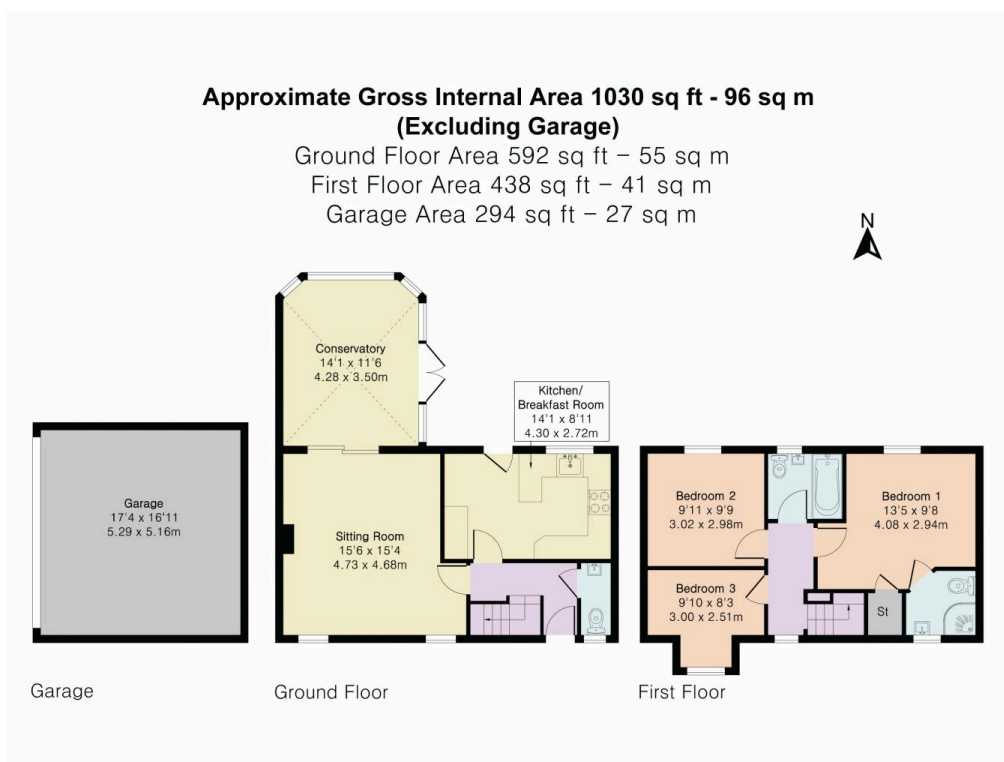 Approximate Gross Internal Area 1030 sq ft - 96 sq m
(Excluding Garage)
Ground Floor Area 592 sq ft – 55 sq m
First Floor Area 438 sq ft – 41 sq m
Garage Area 294 sq ft – 27 sq m
N
Conservatory
14'1 x 11'6
4.28 x 3.50m
Kitchen/
Breakfast Room
14'1 x 8'11
4.30 x 2.72m
Garage
17'4 x 16'11
5.29 x 5.16m
Sitting Room
15'6 x 15'4
4.73 x 4.68m
Bedroom 2
9'11 x 9'9
3.02 x 2.98m
Bedroom 1
13'5 x 9'8
4.08 x 2.94m
Bedroom 3
9'10 x 8'3
3.00 x 2.51m
St
Garage
Ground Floor
First Floor